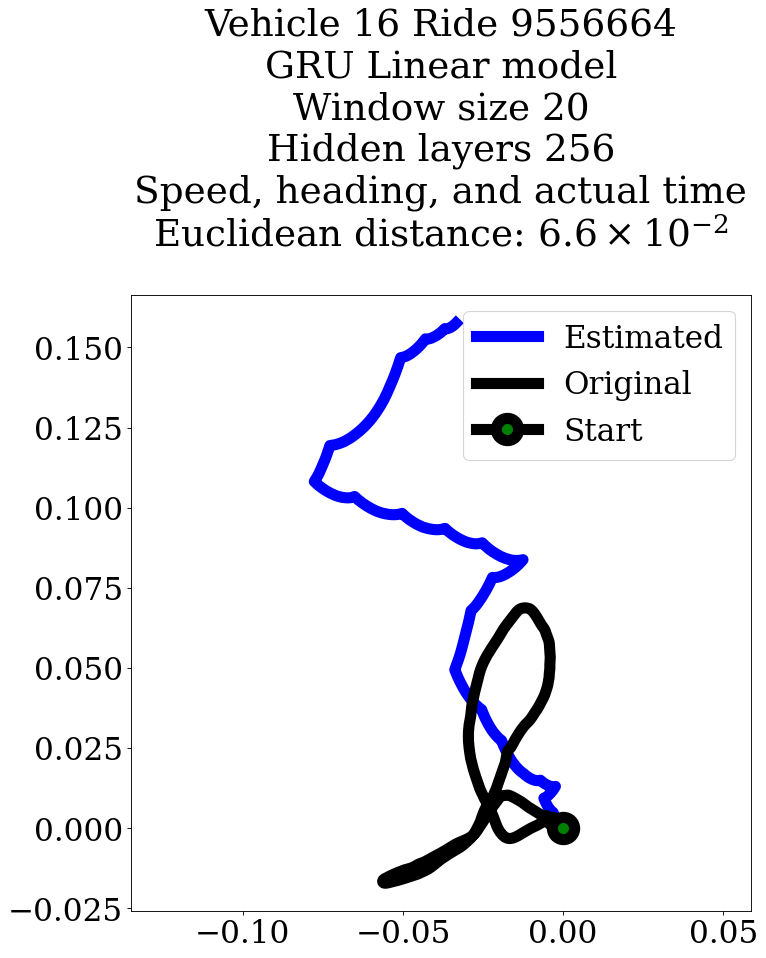 Vehicle 16 Ride 9556664
GRU Linear model
Window size 20
Hidden layers 256
Speed, heading, and actual time
Euclidean distance: 6.6 × 10⁻²
Estimated
Original
Start
0.150
0.125
0.100
0.075
0.050
0.025
0.000
−0.025
−0.10
−0.05
0.00
0.05